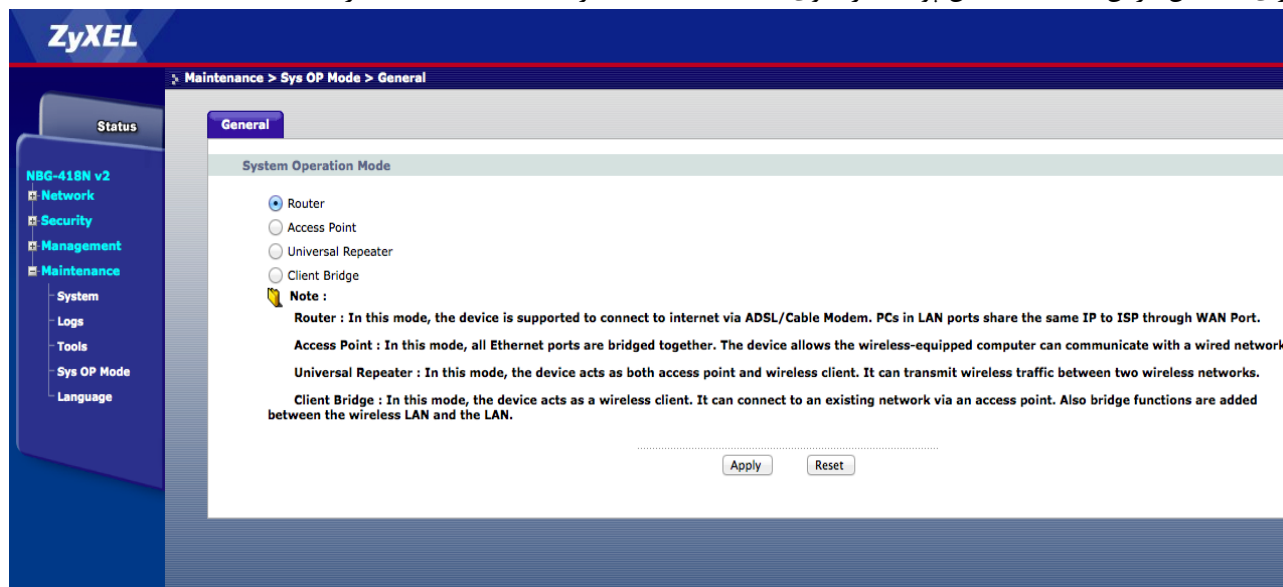 ZyXEL
Maintenance > Sys OP Mode > General
Status
General
System Operation Mode
NBG-418N v2
Network
Security
Management
Maintenance
System
Logs
Tools
Sys OP Mode
Language
Router
Access Point
Universal Repeater
Client Bridge
Note :
Router : In this mode, the device is supported to connect to internet via ADSL/Cable Modem. PCs in LAN ports share the same IP to ISP through WAN Port.
Access Point : In this mode, all Ethernet ports are bridged together. The device allows the wireless-equipped computer can communicate with a wired network
Universal Repeater : In this mode, the device acts as both access point and wireless client. It can transmit wireless traffic between two wireless networks.
Client Bridge : In this mode, the device acts as a wireless client. It can connect to an existing network via an access point. Also bridge functions are added
between the wireless LAN and the LAN.
Apply
Reset